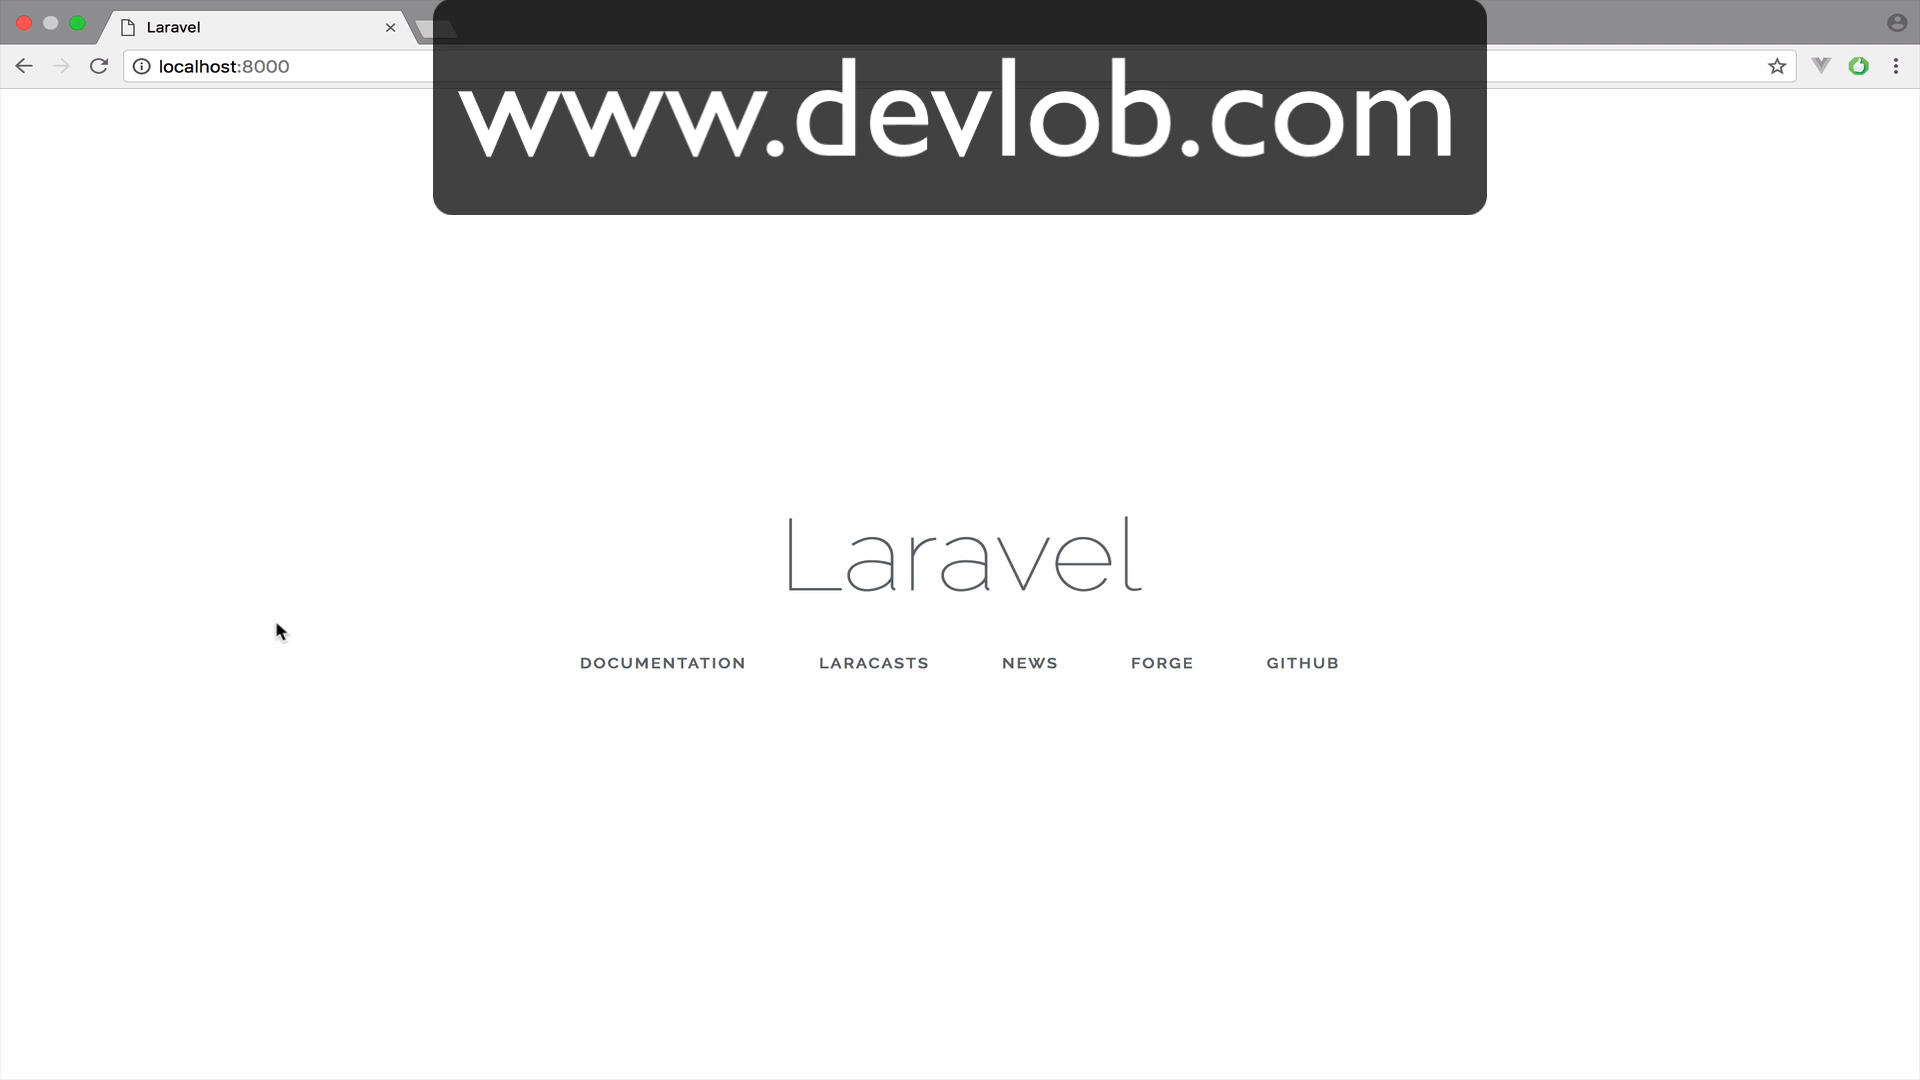 Laravel
localhost:8000
www.devlob.com
Laravel
DOCUMENTATION LARACASTS NEWS FORGE GITHUB